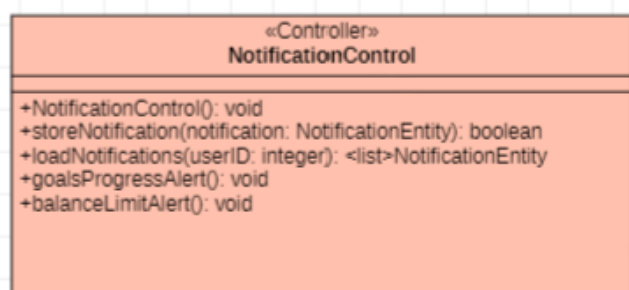 «Controller»
NotificationControl
+NotificationControl(): void
+storeNotification(notification: NotificationEntity): boolean
+loadNotifications(userID: integer): <list>NotificationEntity
+goalsProgressAlert(): void
+balanceLimitAlert(): void